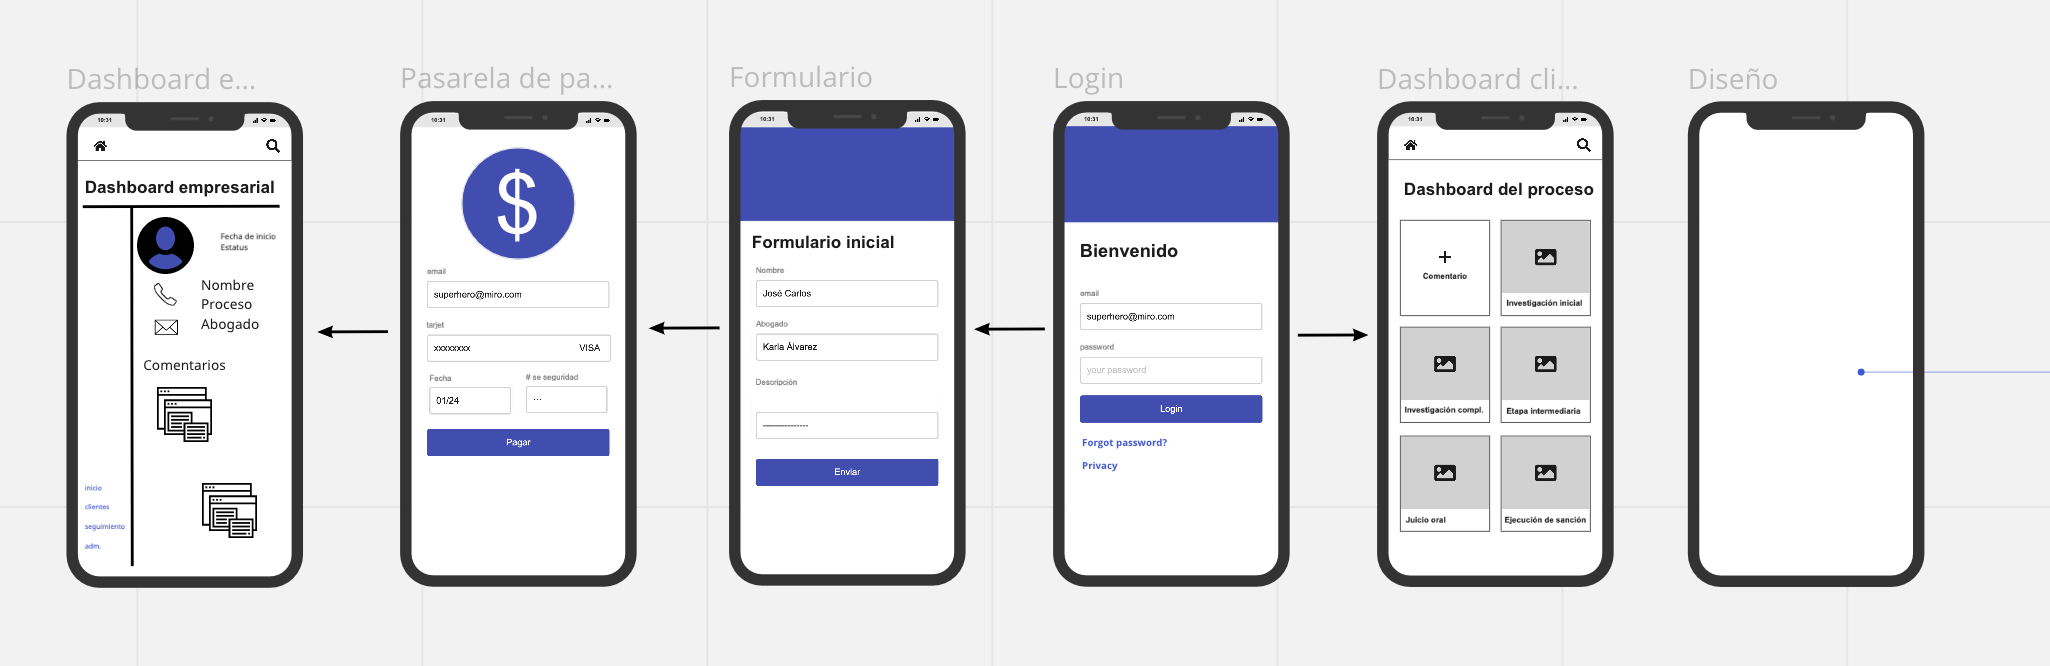 Dashboard e...
10:31
Dashboard empresarial
Fecha de inicio
Estatus
Nombre
Proceso
Abogado
Comentarios
inicio
clientes
seguimiento
adm.
Pasarela de pa...
10:31
$
email
superhero@miro.com
tarjet
xxxxxxxx VISA
Fecha # se seguridad
01/24 ...
Pagar
Formulario
10:31
Formulario inicial
Nombre
José Carlos
Abogado
Karla Álvarez
Descripción
---------------
Enviar
Login
10:31
Bienvenido
email
superhero@miro.com
password
your password
Login
Forgot password?
Privacy
Dashboard cli...
10:31
Dashboard del proceso
+
Comentario
Investigación inicial
Investigación compl.
Etapa intermediaria
Juicio oral
Ejecución de sanción
Diseño